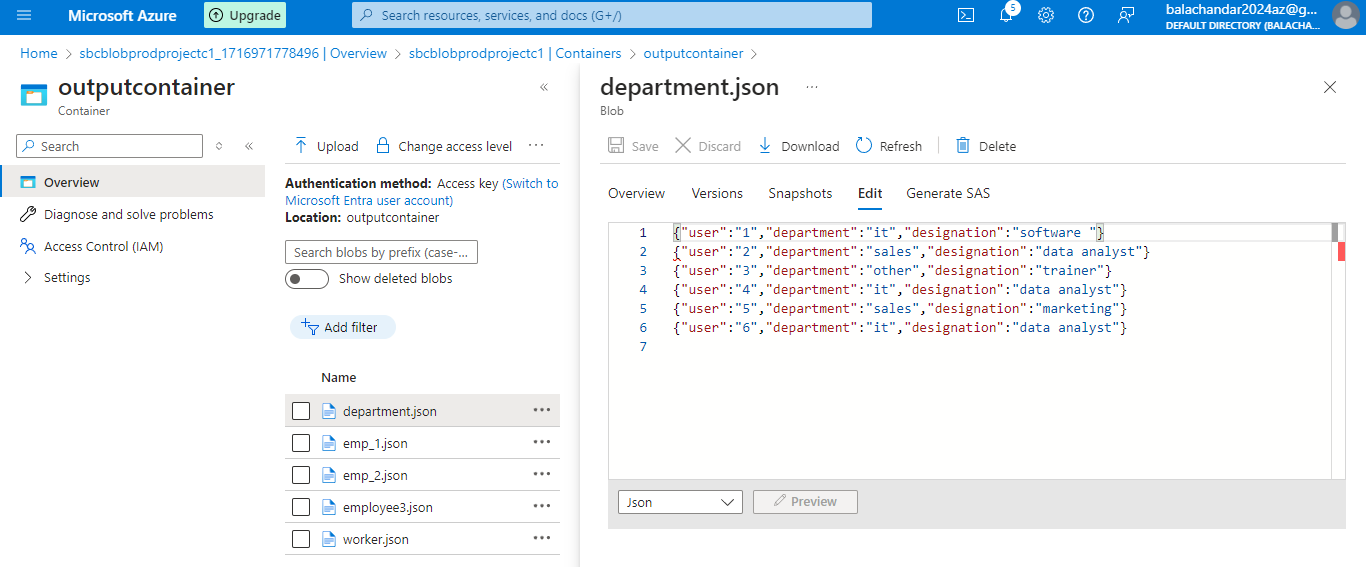 Microsoft Azure
Upgrade
Search resources, services, and docs (G+/)
5
balachandar2024az@g...
DEFAULT DIRECTORY (BALACHA...
Home > sbcblobprodprojectc1_1716971778496 | Overview > sbcblobprodprojectc1 | Containers > outputcontainer >
outputcontainer
Container
Search
Overview
Diagnose and solve problems
Access Control (IAM)
Settings
Upload
Change access level
Authentication method: Access key (Switch to
Microsoft Entra user account)
Location: outputcontainer
Search blobs by prefix (case-...
Show deleted blobs
Add filter
Name
department.json
emp_1.json
emp_2.json
employee3.json
worker.json
department.json
Blob
Save
Discard
Download
Refresh
Delete
Overview
Versions
Snapshots
Edit
Generate SAS
1 {"user":"1","department":"it","designation":"software "}
2 {"user":"2","department":"sales","designation":"data analyst"}
3 {"user":"3","department":"other","designation":"trainer"}
4 {"user":"4","department":"it","designation":"data analyst"}
5 {"user":"5","department":"sales","designation":"marketing"}
6 {"user":"6","department":"it","designation":"data analyst"}
7
Json
Preview